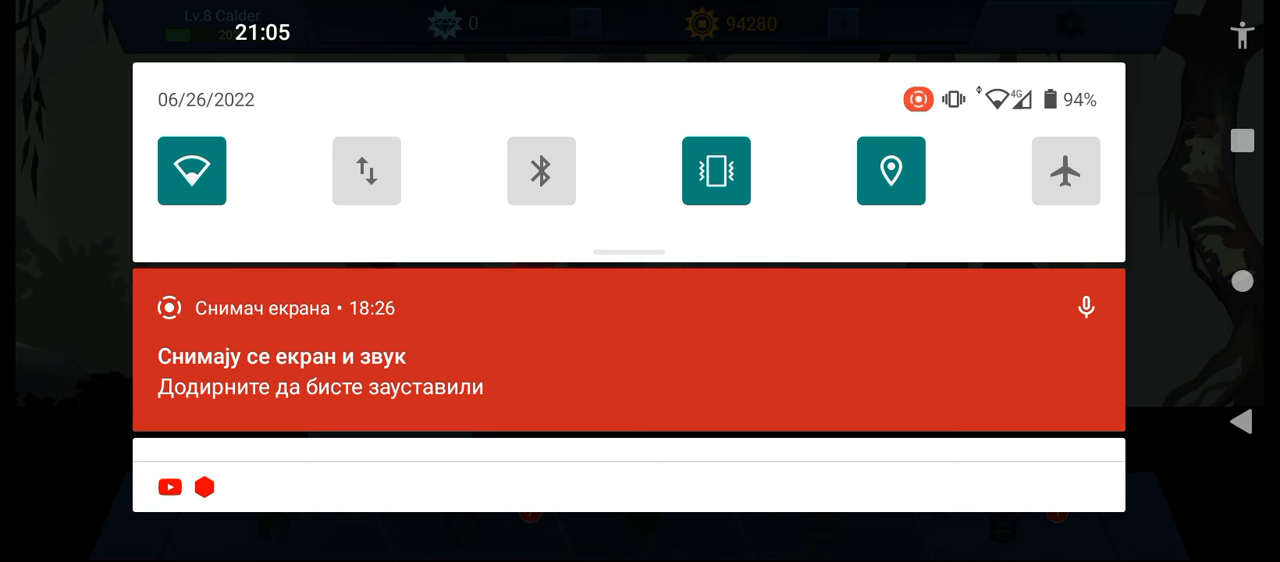 Lv.8 Calder
0
94280
21:05
06/26/2022
4G
94%
Снимач екрана • 18:26
Снимају се екран и звук
Додирните да бисте зауставили